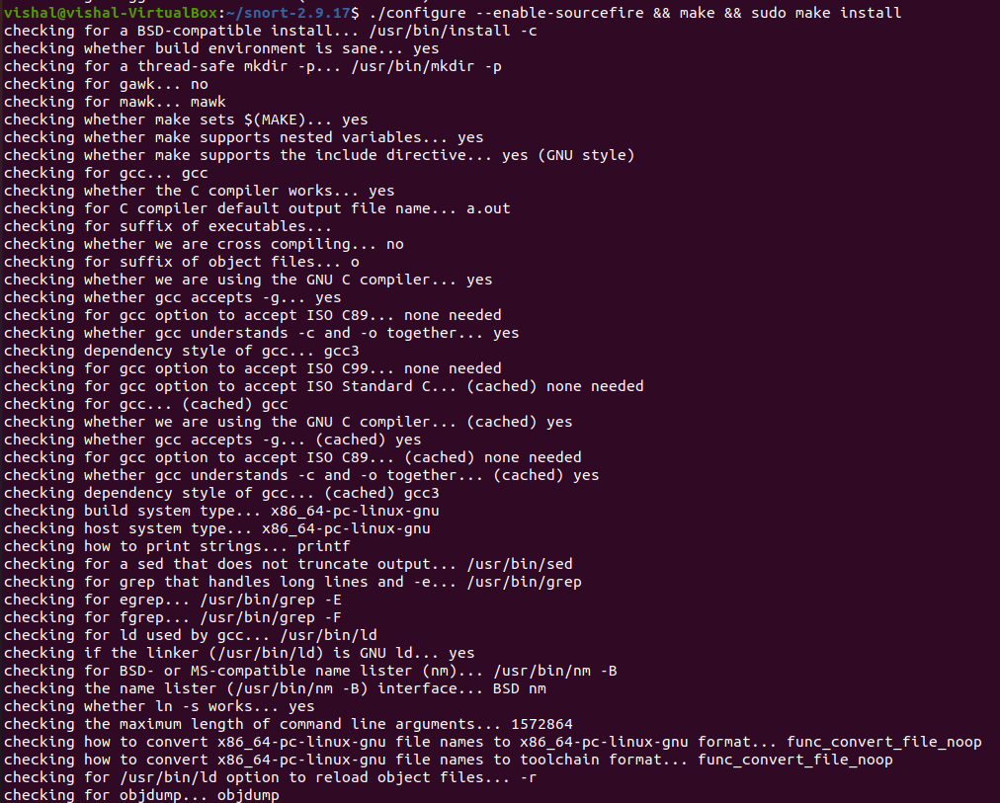 vishal@vishal-VirtualBox:~/snort-2.9.17$ ./configure --enable-sourcefire && make && sudo make install
checking for a BSD-compatible install... /usr/bin/install -c
checking whether build environment is sane... yes
checking for a thread-safe mkdir -p... /usr/bin/mkdir -p
checking for gawk... no
checking for mawk... mawk
checking whether make sets $(MAKE)... yes
checking whether make supports nested variables... yes
checking whether make supports the include directive... yes (GNU style)
checking for gcc... gcc
checking whether the C compiler works... yes
checking for C compiler default output file name... a.out
checking for suffix of executables...
checking whether we are cross compiling... no
checking for suffix of object files... o
checking whether we are using the GNU C compiler... yes
checking whether gcc accepts -g... yes
checking for gcc option to accept ISO C89... none needed
checking whether gcc understands -c and -o together... yes
checking dependency style of gcc... gcc3
checking for gcc option to accept ISO C99... none needed
checking for gcc option to accept ISO Standard C... (cached) none needed
checking for gcc... (cached) gcc
checking whether we are using the GNU C compiler... (cached) yes
checking whether gcc accepts -g... (cached) yes
checking for gcc option to accept ISO C89... (cached) none needed
checking whether gcc understands -c and -o together... (cached) yes
checking dependency style of gcc... (cached) gcc3
checking build system type... x86_64-pc-linux-gnu
checking host system type... x86_64-pc-linux-gnu
checking how to print strings... printf
checking for a sed that does not truncate output... /usr/bin/sed
checking for grep that handles long lines and -e... /usr/bin/grep
checking for egrep... /usr/bin/grep -E
checking for fgrep... /usr/bin/grep -F
checking for ld used by gcc... /usr/bin/ld
checking if the linker (/usr/bin/ld) is GNU ld... yes
checking for BSD- or MS-compatible name lister (nm)... /usr/bin/nm -B
checking the name lister (/usr/bin/nm -B) interface... BSD nm
checking whether ln -s works... yes
checking the maximum length of command line arguments... 1572864
checking how to convert x86_64-pc-linux-gnu file names to x86_64-pc-linux-gnu format... func_convert_file_noop
checking how to convert x86_64-pc-linux-gnu file names to toolchain format... func_convert_file_noop
checking for /usr/bin/ld option to reload object files... -r
checking for objdump... objdump